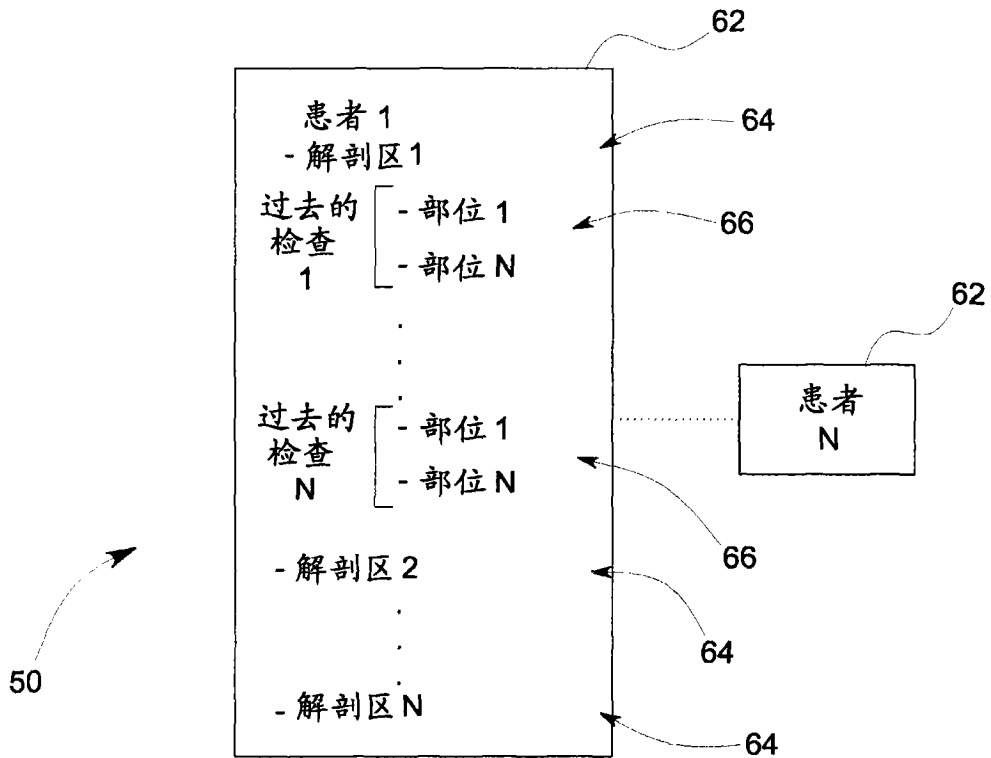 62
患者 1
- 解剖区 1
64
过去的
检查
1
- 部位 1
- 部位 N
66
62
患者
N
过去的
检查
N
- 部位 1
- 部位 N
66
- 解剖区 2
64
50
- 解剖区 N
64